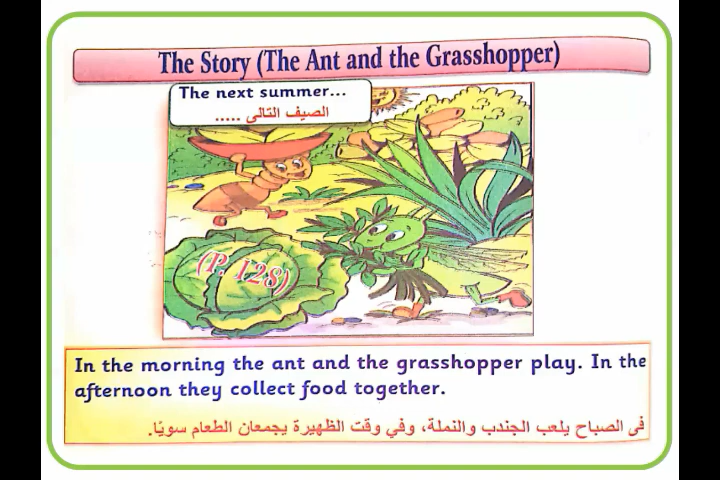 The Story (The Ant and the Grasshopper)
The next summer...
الصيف التالى .....
(P. 128)
In the morning the ant and the grasshopper play. In the
afternoon they collect food together.
فى الصباح يلعب الجندب والنملة، وفي وقت الظهيرة يجمعان الطعام سويًا.